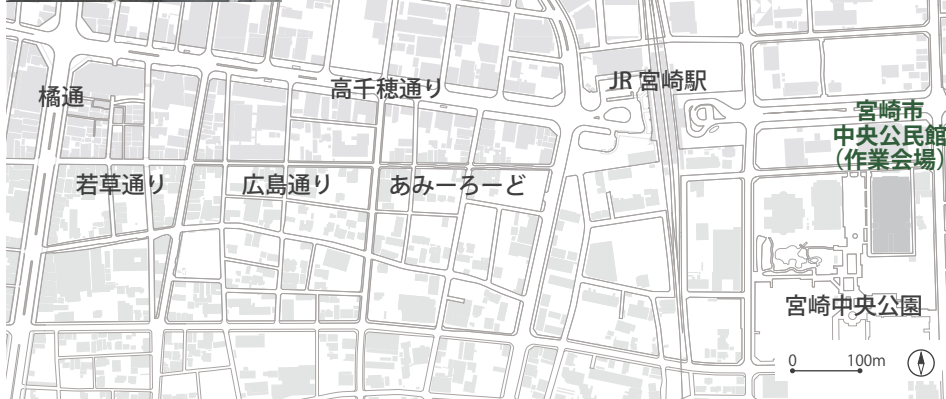 橘通
高千穂通り
JR 宮崎駅
宮崎市
中央公民館
(作業会場)
若草通り
広島通り
あみーろーど
宮崎中央公園
0 100m